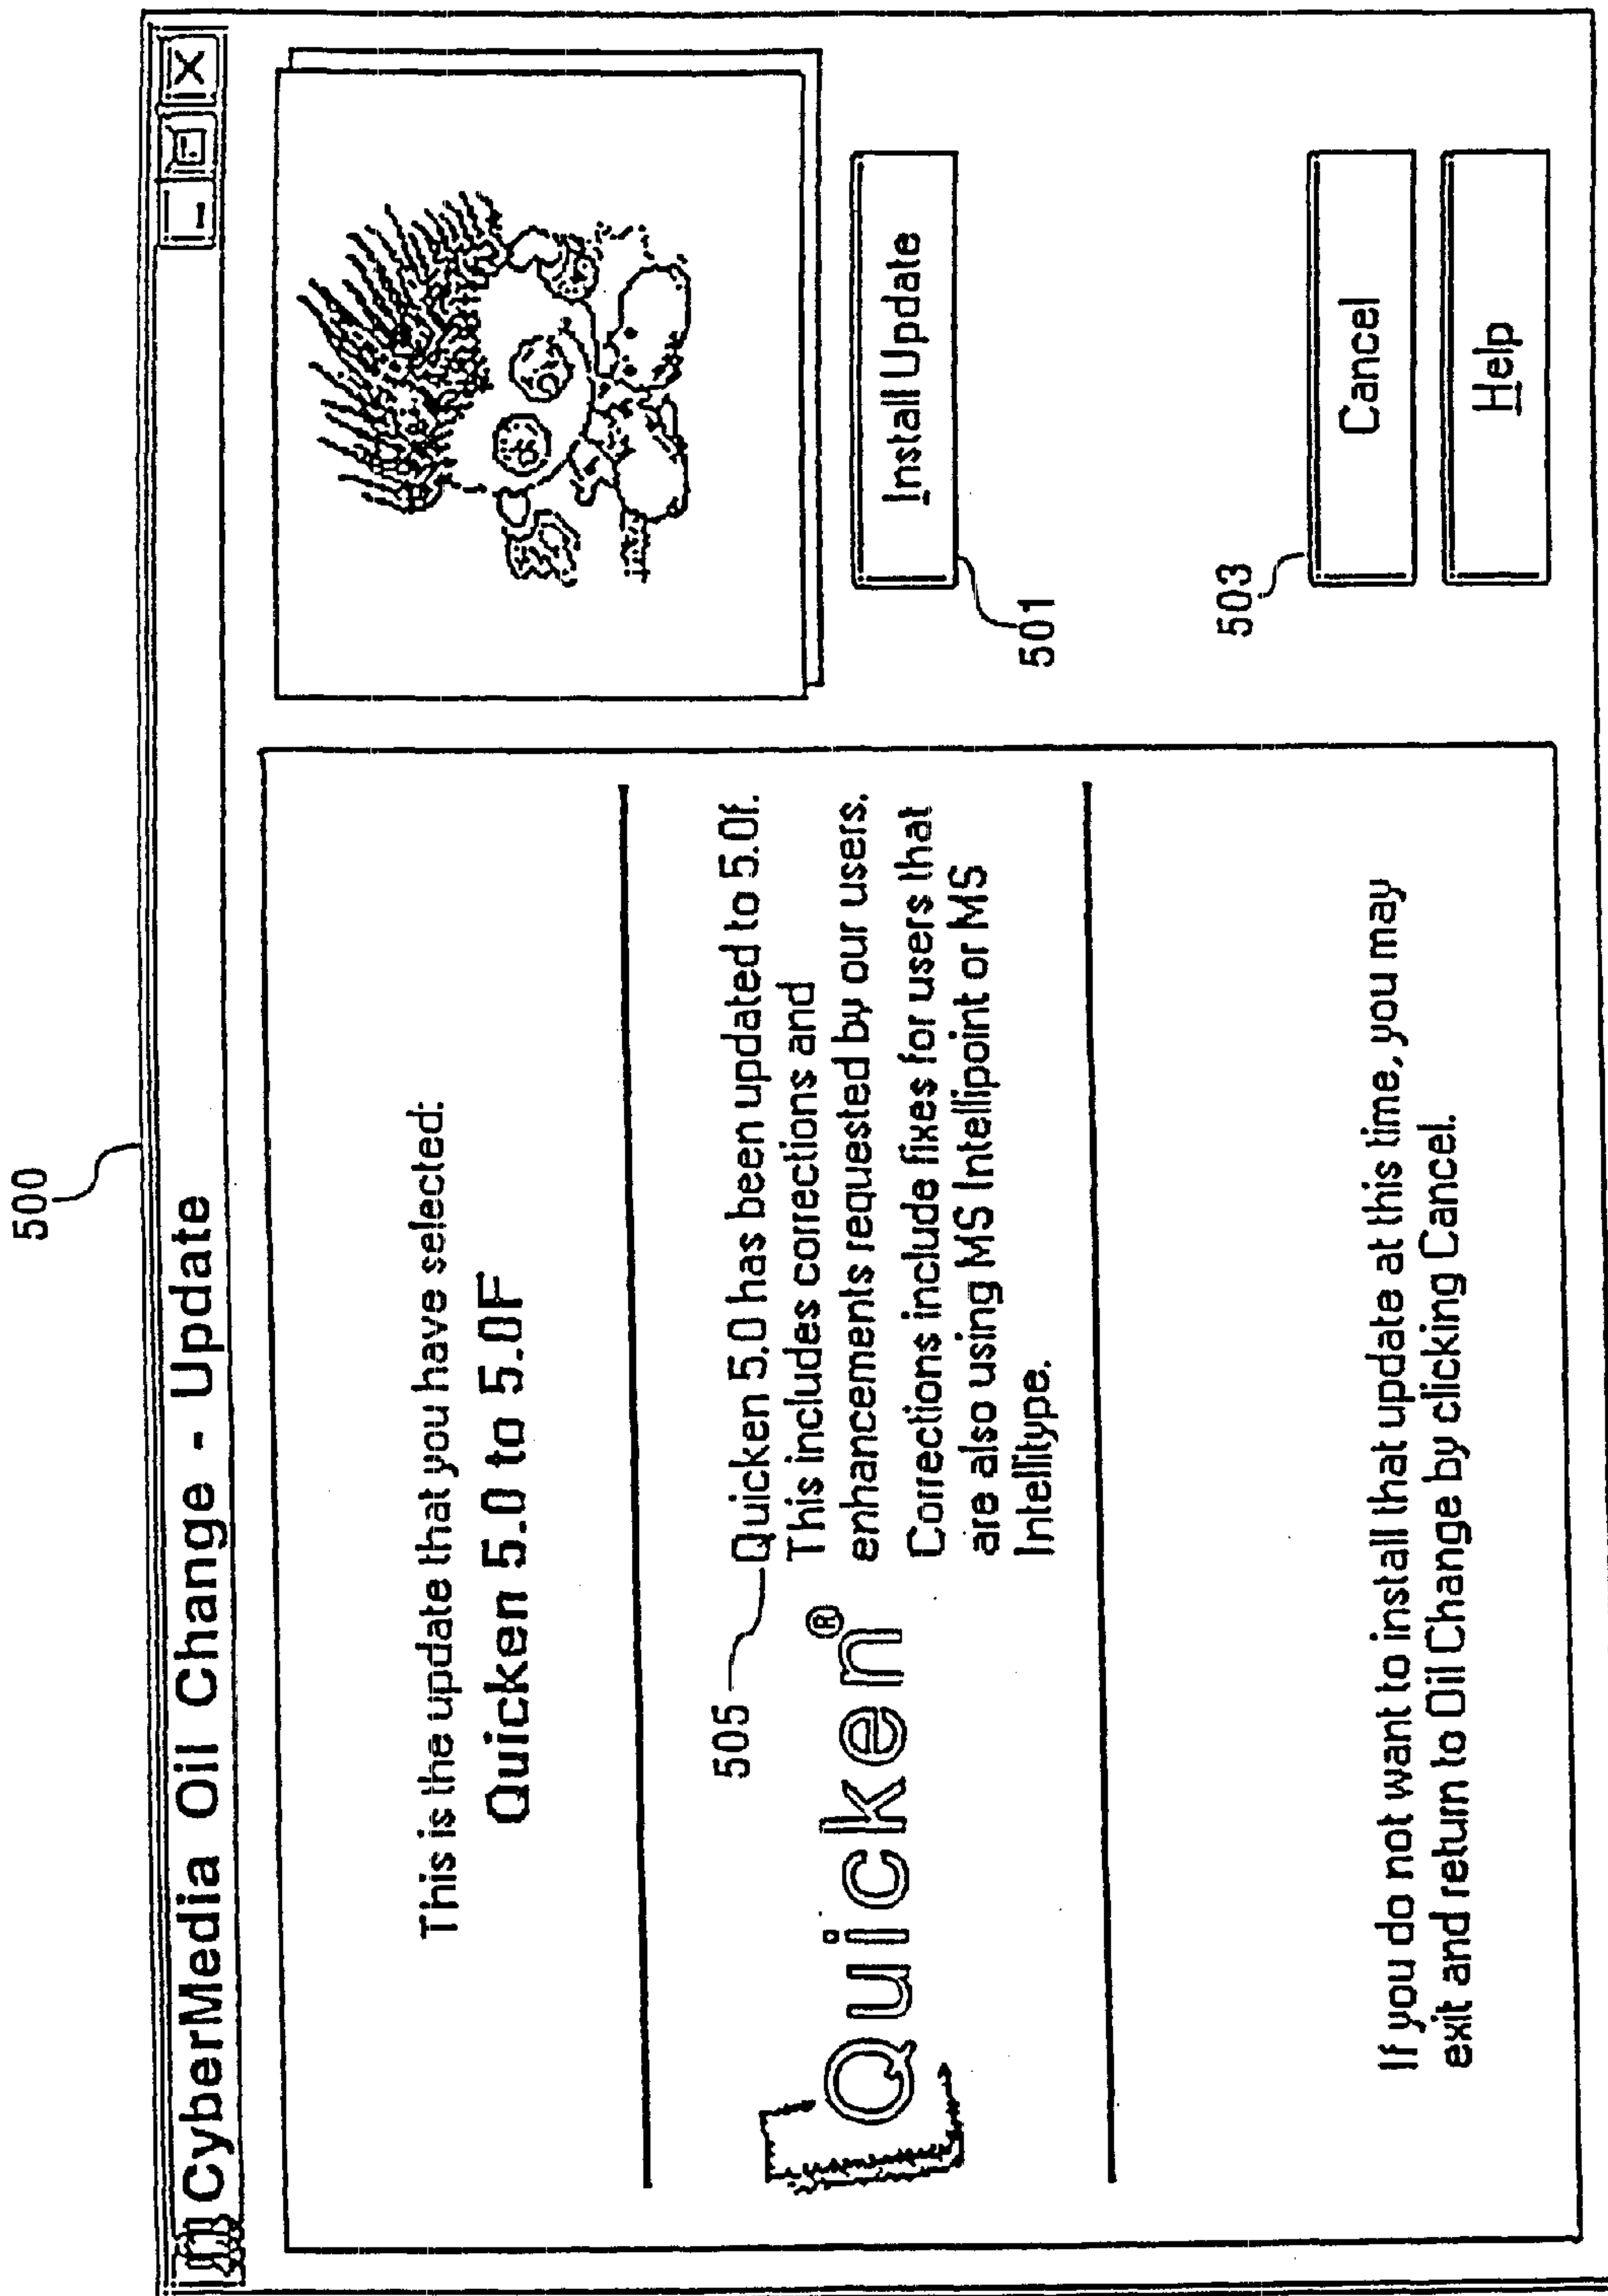 500
CyberMedia Oil Change - Update
This is the update that you have selected:
Quicken 5.0 to 5.0F
505
Quicken®
Quicken 5.0 has been updated to 5.0f.
This includes corrections and
enhancements requested by our users.
Corrections include fixes for users that
are also using MS Intellipoint or MS
Intellitype.
If you do not want to install that update at this time, you may
exit and return to Oil Change by clicking Cancel.
Install Update
501
503
Cancel
Help